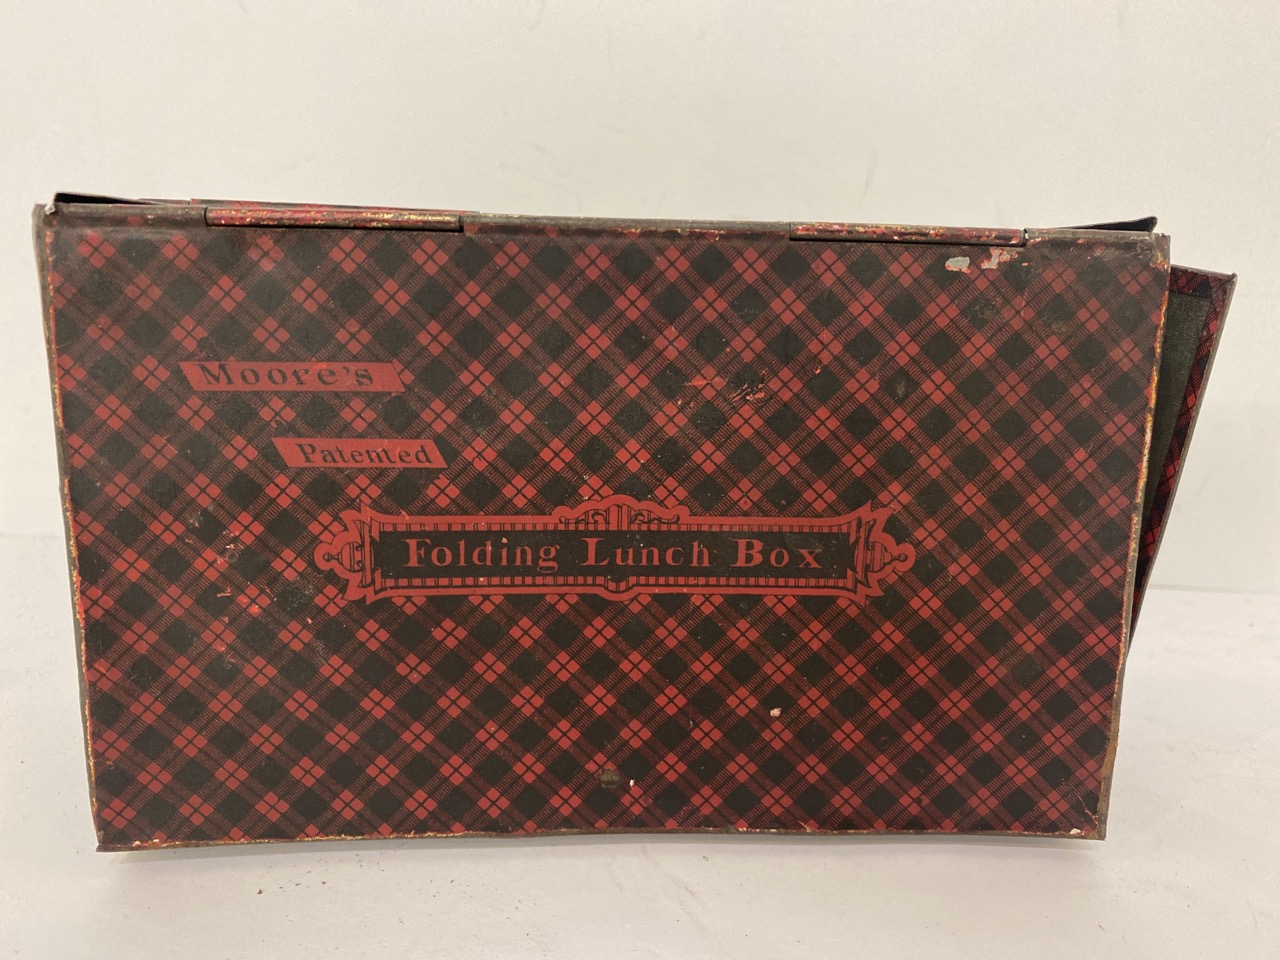 Moore's
Patented
Folding Lunch Box